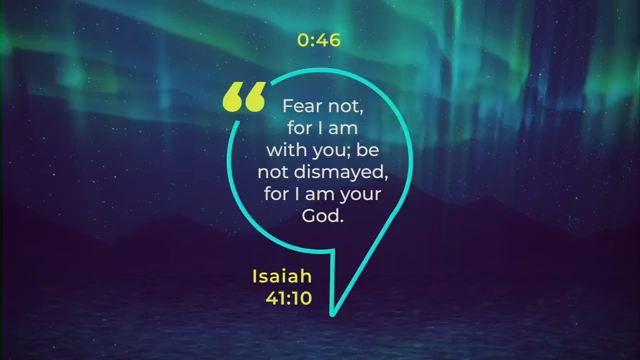 0:46
“
Fear not,
for I am
with you; be
not dismayed,
for I am your
God.
Isaiah
41:10